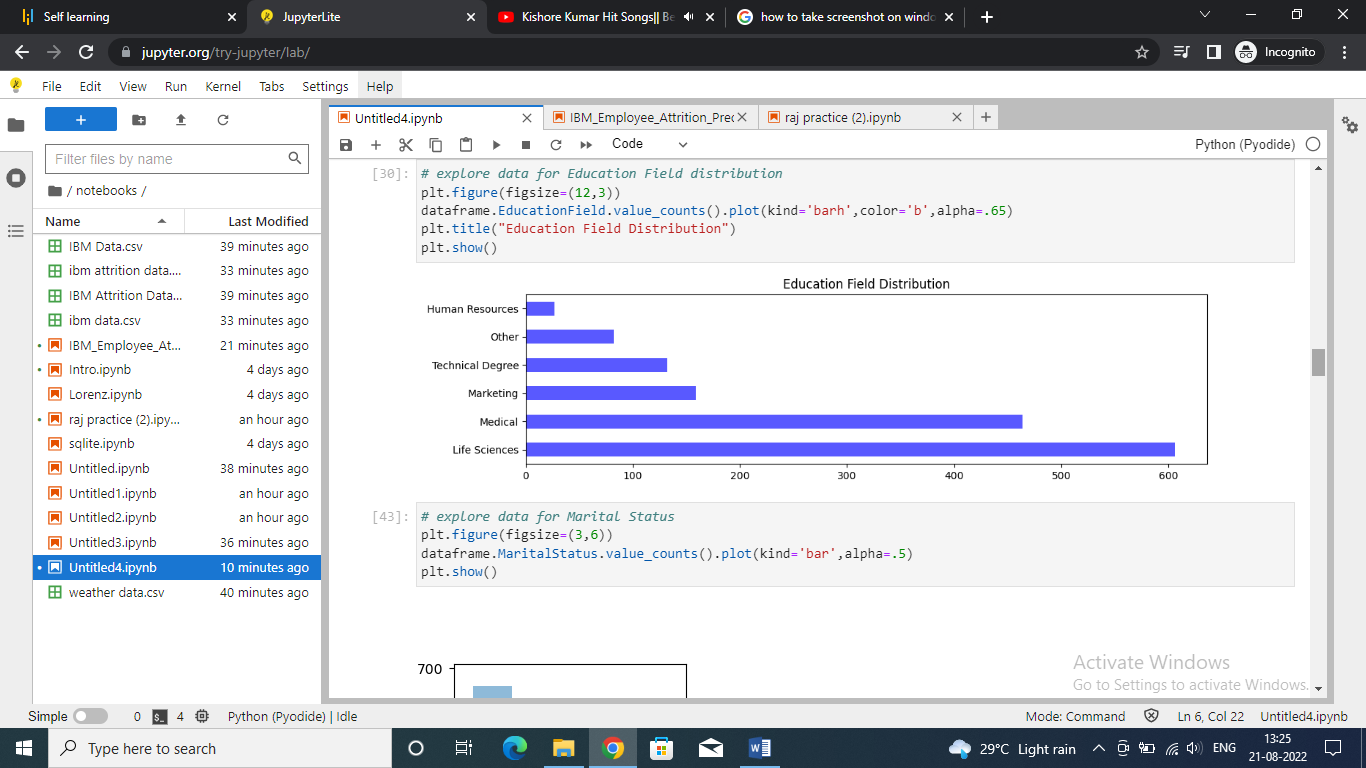 Self learning
JupyterLite
Kishore Kumar Hit Songs|| Be
how to take screenshot on windo
jupyter.org/try-jupyter/lab/
Incognito
File Edit View Run Kernel Tabs Settings Help
Untitled4.ipynb
IBM_Employee_Attrition_Prec
raj practice (2).ipynb
Code
Python (Pyodide)
Filter files by name
/ notebooks /
Name Last Modified
IBM Data.csv 39 minutes ago
ibm attrition data.... 33 minutes ago
IBM Attrition Data... 39 minutes ago
ibm data.csv 33 minutes ago
IBM_Employee_At... 21 minutes ago
Intro.ipynb 4 days ago
Lorenz.ipynb 4 days ago
raj practice (2).ipy... an hour ago
sqlite.ipynb 4 days ago
Untitled.ipynb 38 minutes ago
Untitled1.ipynb an hour ago
Untitled2.ipynb an hour ago
Untitled3.ipynb 36 minutes ago
Untitled4.ipynb 10 minutes ago
weather data.csv 40 minutes ago
[30]: # explore data for Education Field distribution
plt.figure(figsize=(12,3))
dataframe.EducationField.value_counts().plot(kind='barh',color='b',alpha=.65)
plt.title("Education Field Distribution")
plt.show()
Education Field Distribution
Human Resources
Other
Technical Degree
Marketing
Medical
Life Sciences
0 100 200 300 400 500 600
[43]: # explore data for Marital Status
plt.figure(figsize=(3,6))
dataframe.MaritalStatus.value_counts().plot(kind='bar',alpha=.5)
plt.show()
700
Activate Windows
Go to Settings to activate Windows.
Simple 0 $_ 4 Python (Pyodide) | Idle
Mode: Command Ln 6, Col 22 Untitled4.ipynb
Type here to search
29°C Light rain
ENG
13:25
21-08-2022